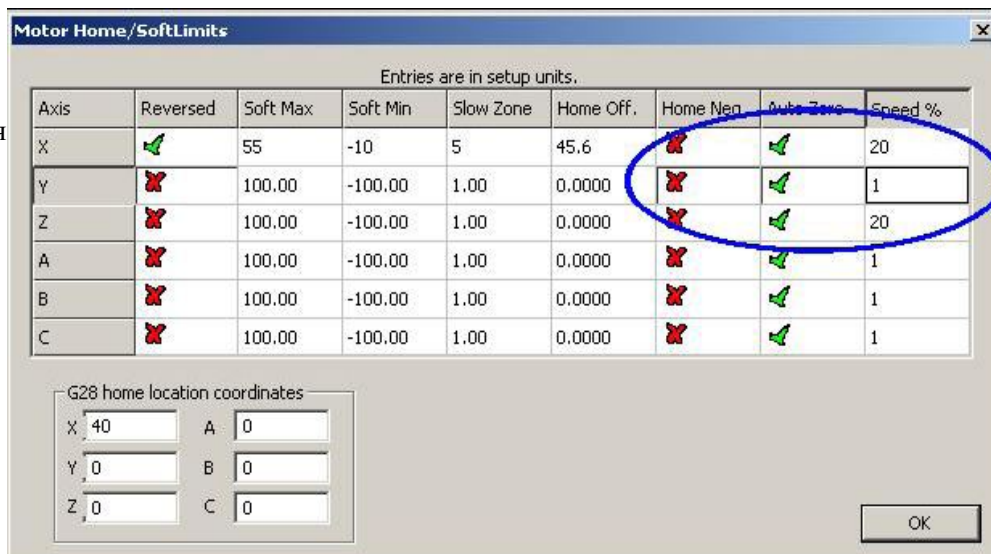 Motor Home/SoftLimits
Entries are in setup units.
Axis Reversed Soft Max Soft Min Slow Zone Home Off. Home Neg Auto Zero Speed %
я
X 55 -10 5 45.6 20
Y 100.00 -100.00 1.00 0.0000 1
Z 100.00 -100.00 1.00 0.0000 20
A 100.00 -100.00 1.00 0.0000 1
B 100.00 -100.00 1.00 0.0000 1
C 100.00 -100.00 1.00 0.0000 1
G28 home location coordinates
X 40 A 0
Y 0 B 0
Z 0 C 0
OK